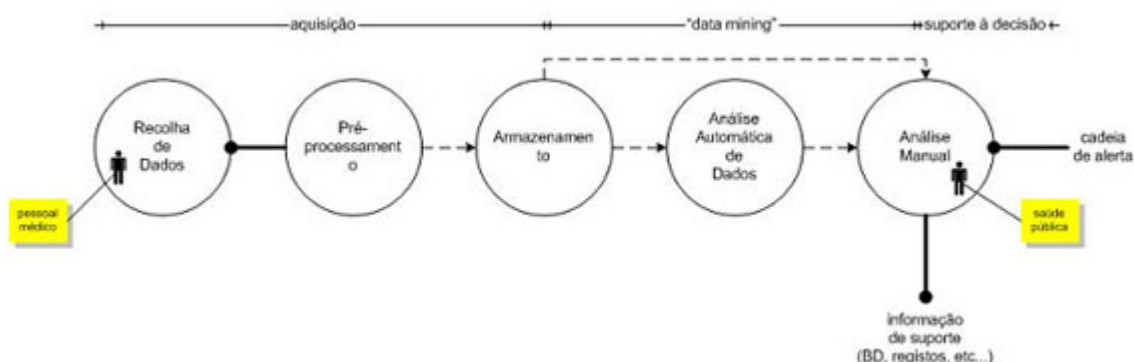 aquisição
"data mining"
suporte à decisão
Recolha
de
Dados
Pré-
processament
o
Armazenamen
to
Análise
Automática
de
Dados
Análise
Manual
cadeia
de alerta
pessoal
médico
saúde
pública
informação
de suporte
(BD, registos, etc...)